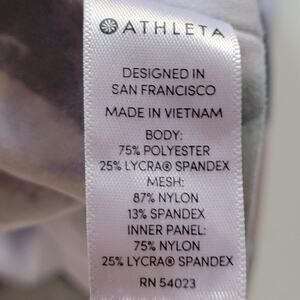 ATHLETA
DESIGNED IN
SAN FRANCISCO
MADE IN VIETNAM
BODY:
75% POLYESTER
25% LYCRA® SPANDEX
MESH:
87% NYLON
13% SPANDEX
INNER PANEL:
75% NYLON
25% LYCRA® SPANDEX
RN 54023